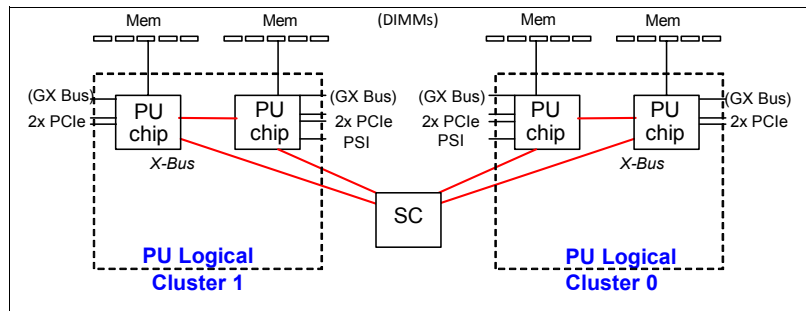 Mem
Mem
(DIMMs)
Mem
Mem
(GX Bus)
2x PCIe
PU
chip
PU
chip
(GX Bus)
2x PCIe
PSI
(GX Bus)
2x PCIe
PSI
PU
chip
PU
chip
(GX Bus)
2x PCIe
X-Bus
X-Bus
SC
PU Logical
Cluster 1
PU Logical
Cluster 0